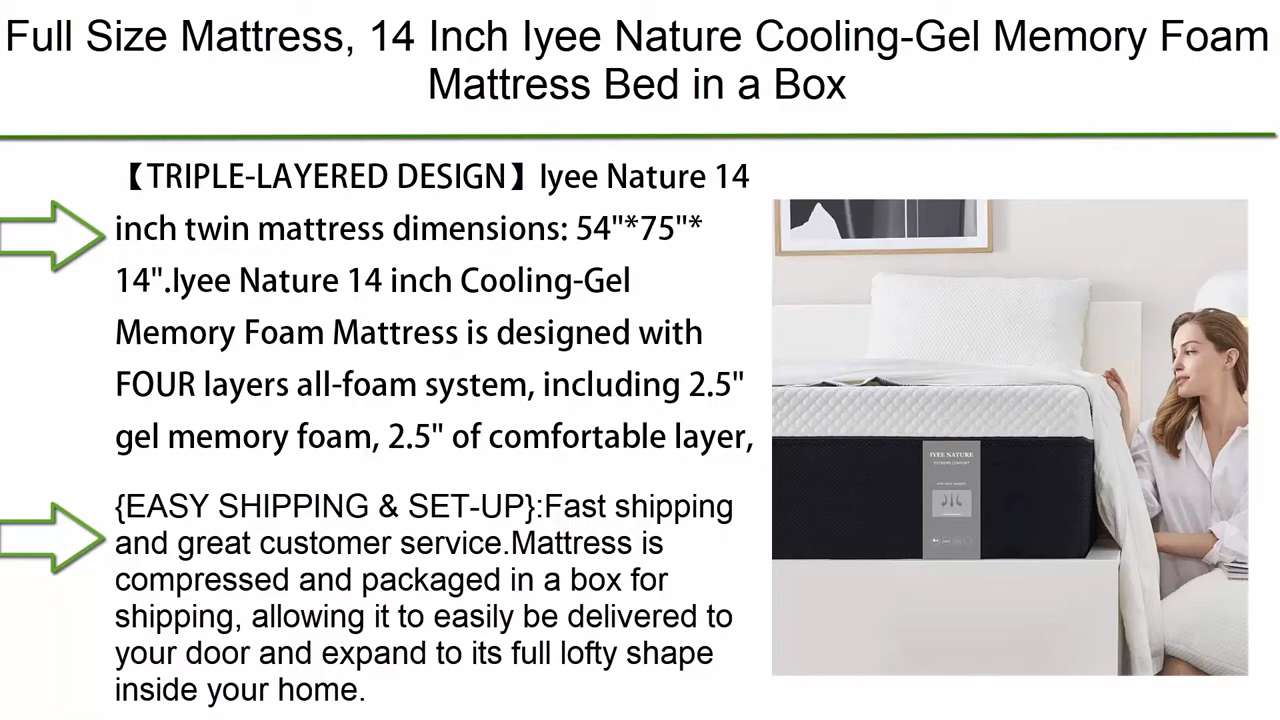 Full Size Mattress, 14 Inch Iyee Nature Cooling-Gel Memory Foam
Mattress Bed in a Box
【TRIPLE-LAYERED DESIGN】Iyee Nature 14
inch twin mattress dimensions: 54"*75"*
14".Iyee Nature 14 inch Cooling-Gel
Memory Foam Mattress is designed with
FOUR layers all-foam system, including 2.5"
gel memory foam, 2.5" of comfortable layer,
{EASY SHIPPING & SET-UP}:Fast shipping
and great customer service.Mattress is
compressed and packaged in a box for
shipping, allowing it to easily be delivered to
your door and expand to its full lofty shape
inside your home.
IYEE NATURE
EXTREME COMFORT